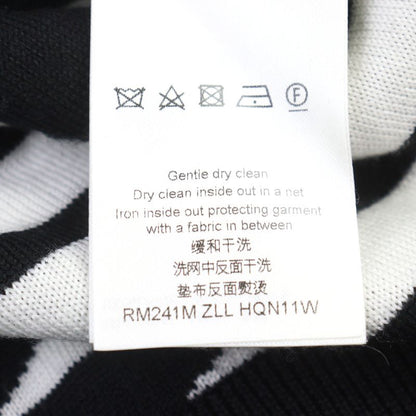 F
Gentle dry clean
Dry clean inside out in a net
Iron inside out protecting garment
with a fabric in between
缓和干洗
洗网中反面干洗
垫布反面熨烫
RM241M ZLL HQN11W